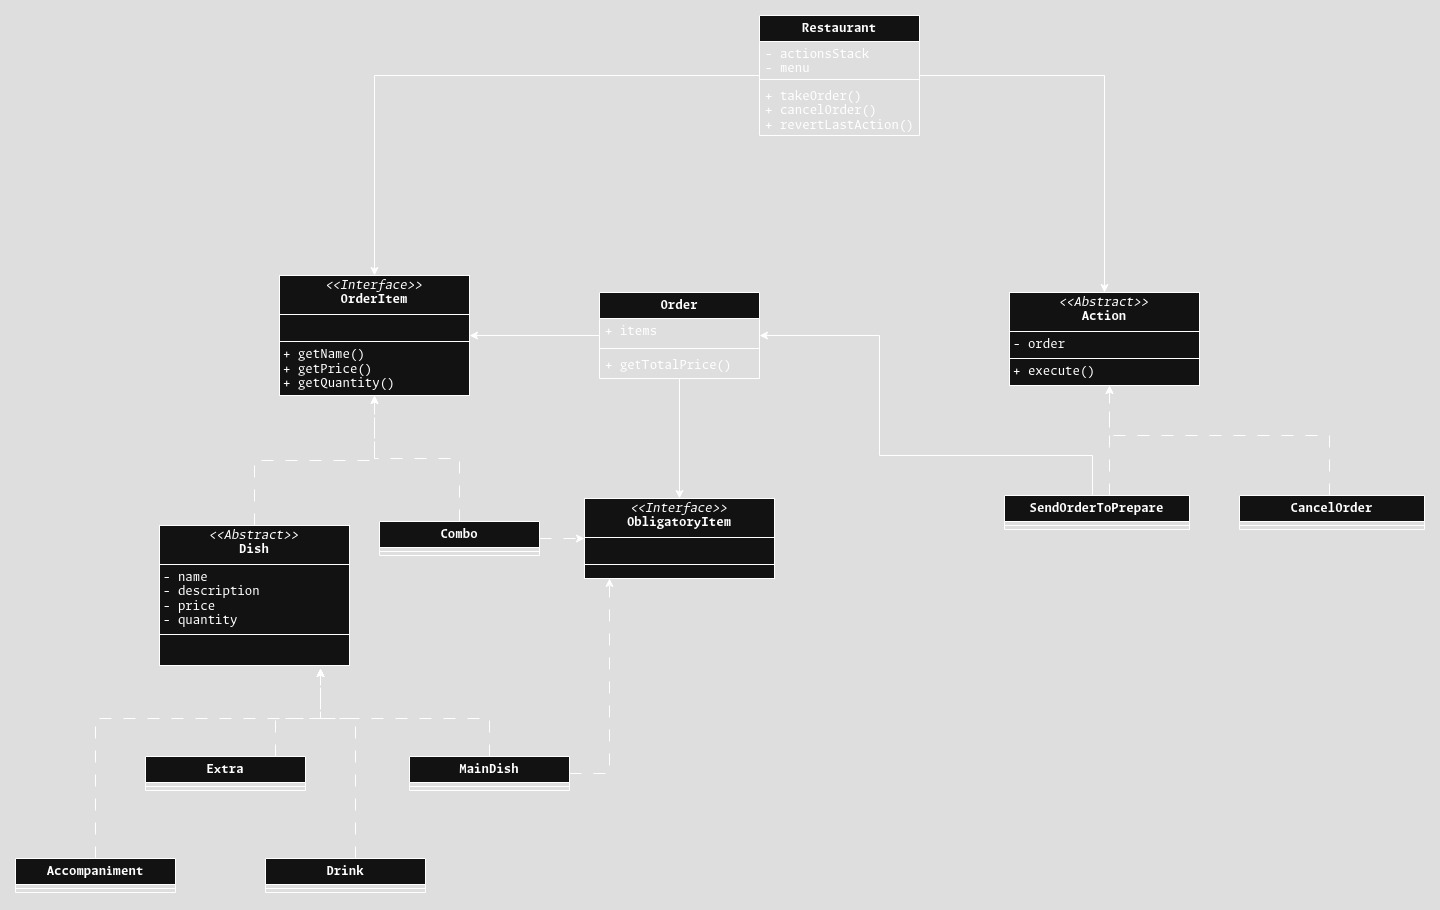 Restaurant
- actionsStack
- menu
+ takeOrder()
+ cancelOrder()
+ revertLastAction()
<<Interface>>
OrderItem
+ getName()
+ getPrice()
+ getQuantity()
Order
+ items
+ getTotalPrice()
<<Abstract>>
Action
- order
+ execute()
<<Abstract>>
Dish
- name
- description
- price
- quantity
Combo
<<Interface>>
ObligatoryItem
SendOrderToPrepare
CancelOrder
Extra
MainDish
Accompaniment
Drink